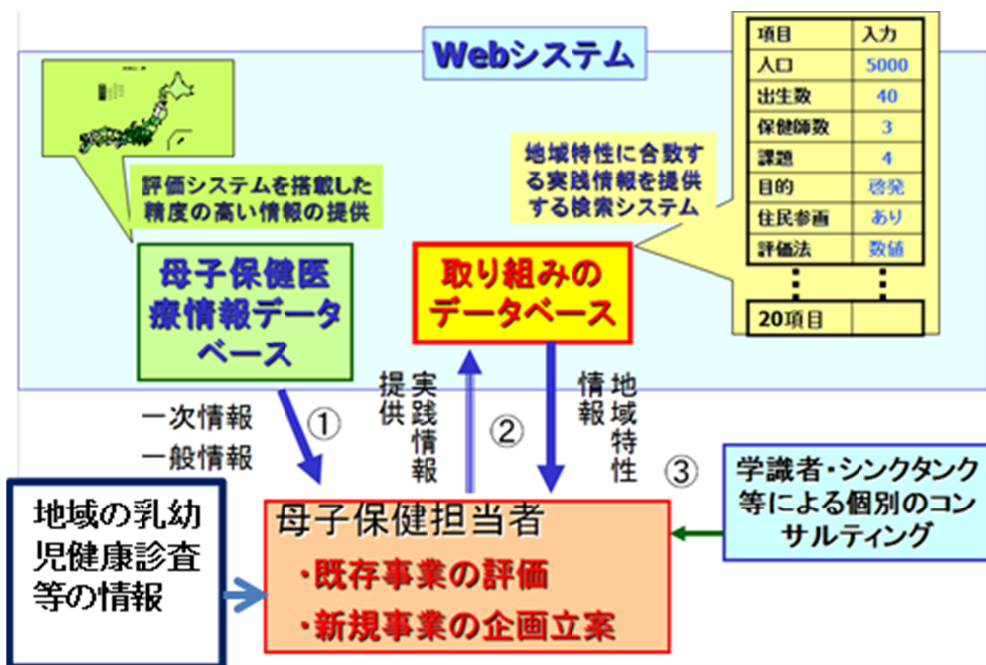 Webシステム
項目 入力
人口 5000
出生数 40
保健師数 3
課題 4
目的 啓発
住民参画 あり
評価法 数値
20項目
評価システムを搭載した
精度の高い情報の提供
地域特性に合致す
る実践情報を提供
する検索システム
母子保健医
療情報データ
ベース
取り組みの
データベース
一次情報
一般情報
①
実践情報
提供
②
地域特性
情報
③
学識者・シンクタンク
等による個別のコン
サルティング
地域の乳幼
児健康診査
等の情報
母子保健担当者
・既存事業の評価
・新規事業の企画立案